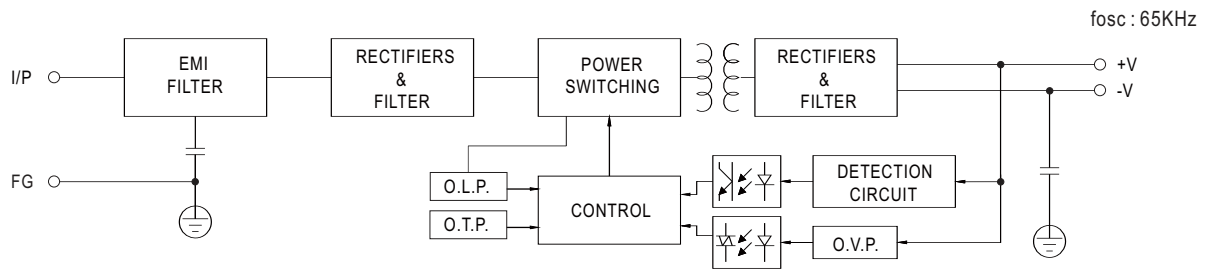 fosc : 65KHz
I/P
EMI
FILTER
RECTIFIERS
&
FILTER
POWER
SWITCHING
RECTIFIERS
&
FILTER
+V
-V
FG
O.L.P.
O.T.P.
CONTROL
DETECTION
CIRCUIT
O.V.P.